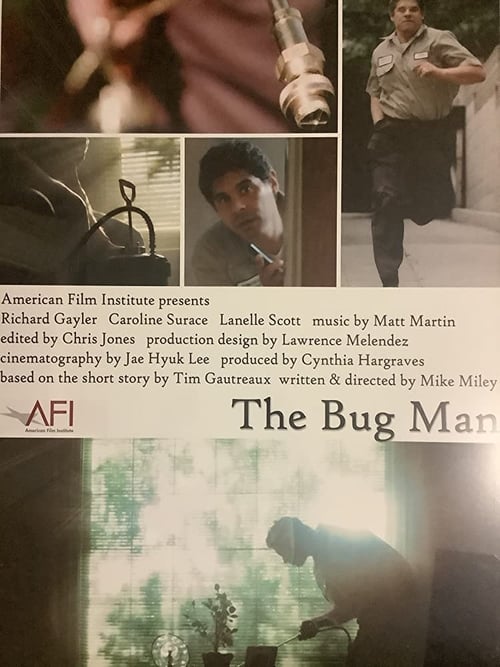 American Film Institute presents
Richard Gayler Caroline Surace Lanelle Scott music by Matt Martin
edited by Chris Jones production design by Lawrence Melendez
cinematography by Jae Hyuk Lee produced by Cynthia Hargraves
based on the short story by Tim Gautreaux written & directed by Mike Miley
AFI
American Film Institute
The Bug Man